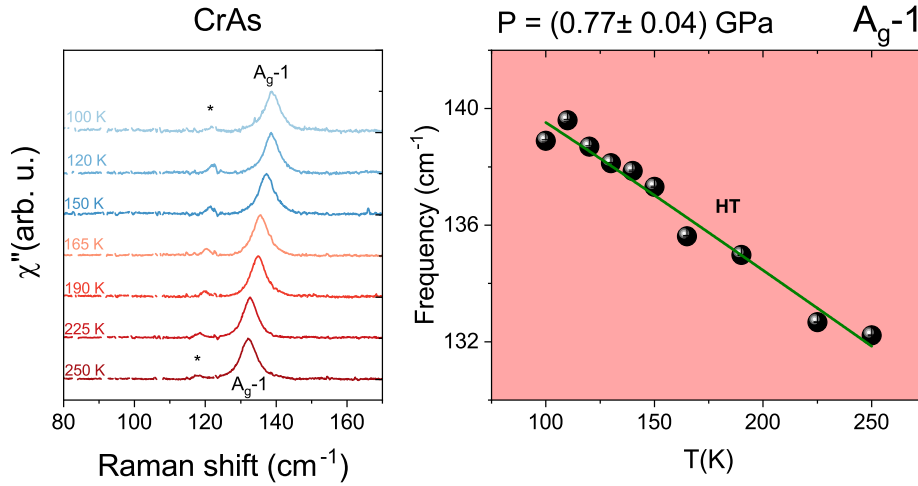 CrAs
A_g-1
*
100 K
120 K
150 K
165 K
190 K
225 K
250 K
*
A_g-1
χ"(arb. u.)
80 100 120 140 160
Raman shift (cm⁻¹)
P = (0.77± 0.04) GPa
A_g-1
140
136
132
Frequency (cm⁻¹)
HT
100 150 200 250
T(K)